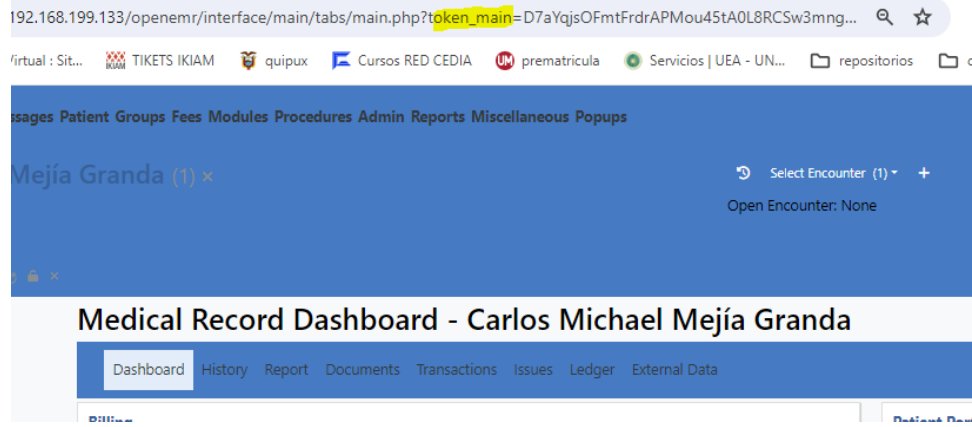 192.168.199.133/openemr/interface/main/tabs/main.php?token_main=D7aYqjsOFmtFrdrAPMou45tA0L8RCSw3mng...
Virtual : Sit... TIKETS IKIAM quipux Cursos RED CEDIA UM prematricula Servicios | UEA - UN... repositorios
ssages Patient Groups Fees Modules Procedures Admin Reports Miscellaneous Popups
Mejía Granda (1) ×
Select Encounter (1) +
Open Encounter: None
Medical Record Dashboard - Carlos Michael Mejía Granda
Dashboard History Report Documents Transactions Issues Ledger External Data
Billing Patient Por